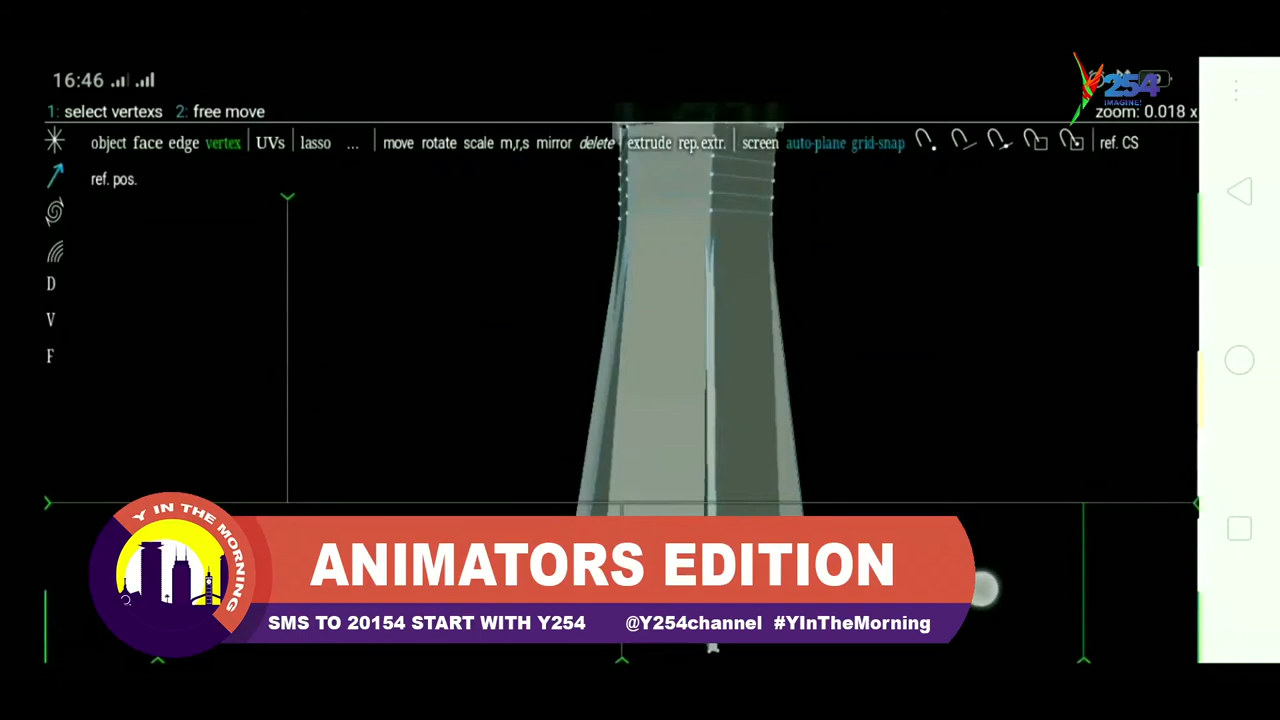 16:46
254
IMAGINE!
1: select vertexs 2: free move
zoom: 0.018 x
object face edge vertex UVs lasso ... move rotate scale m,r,s mirror delete extrude rep. extr. screen auto-plane grid-snap ref. CS
ref. pos.
D
V
F
Y IN THE MORNING
ANIMATORS EDITION
SMS TO 20154 START WITH Y254 @Y254channel #YInTheMorning